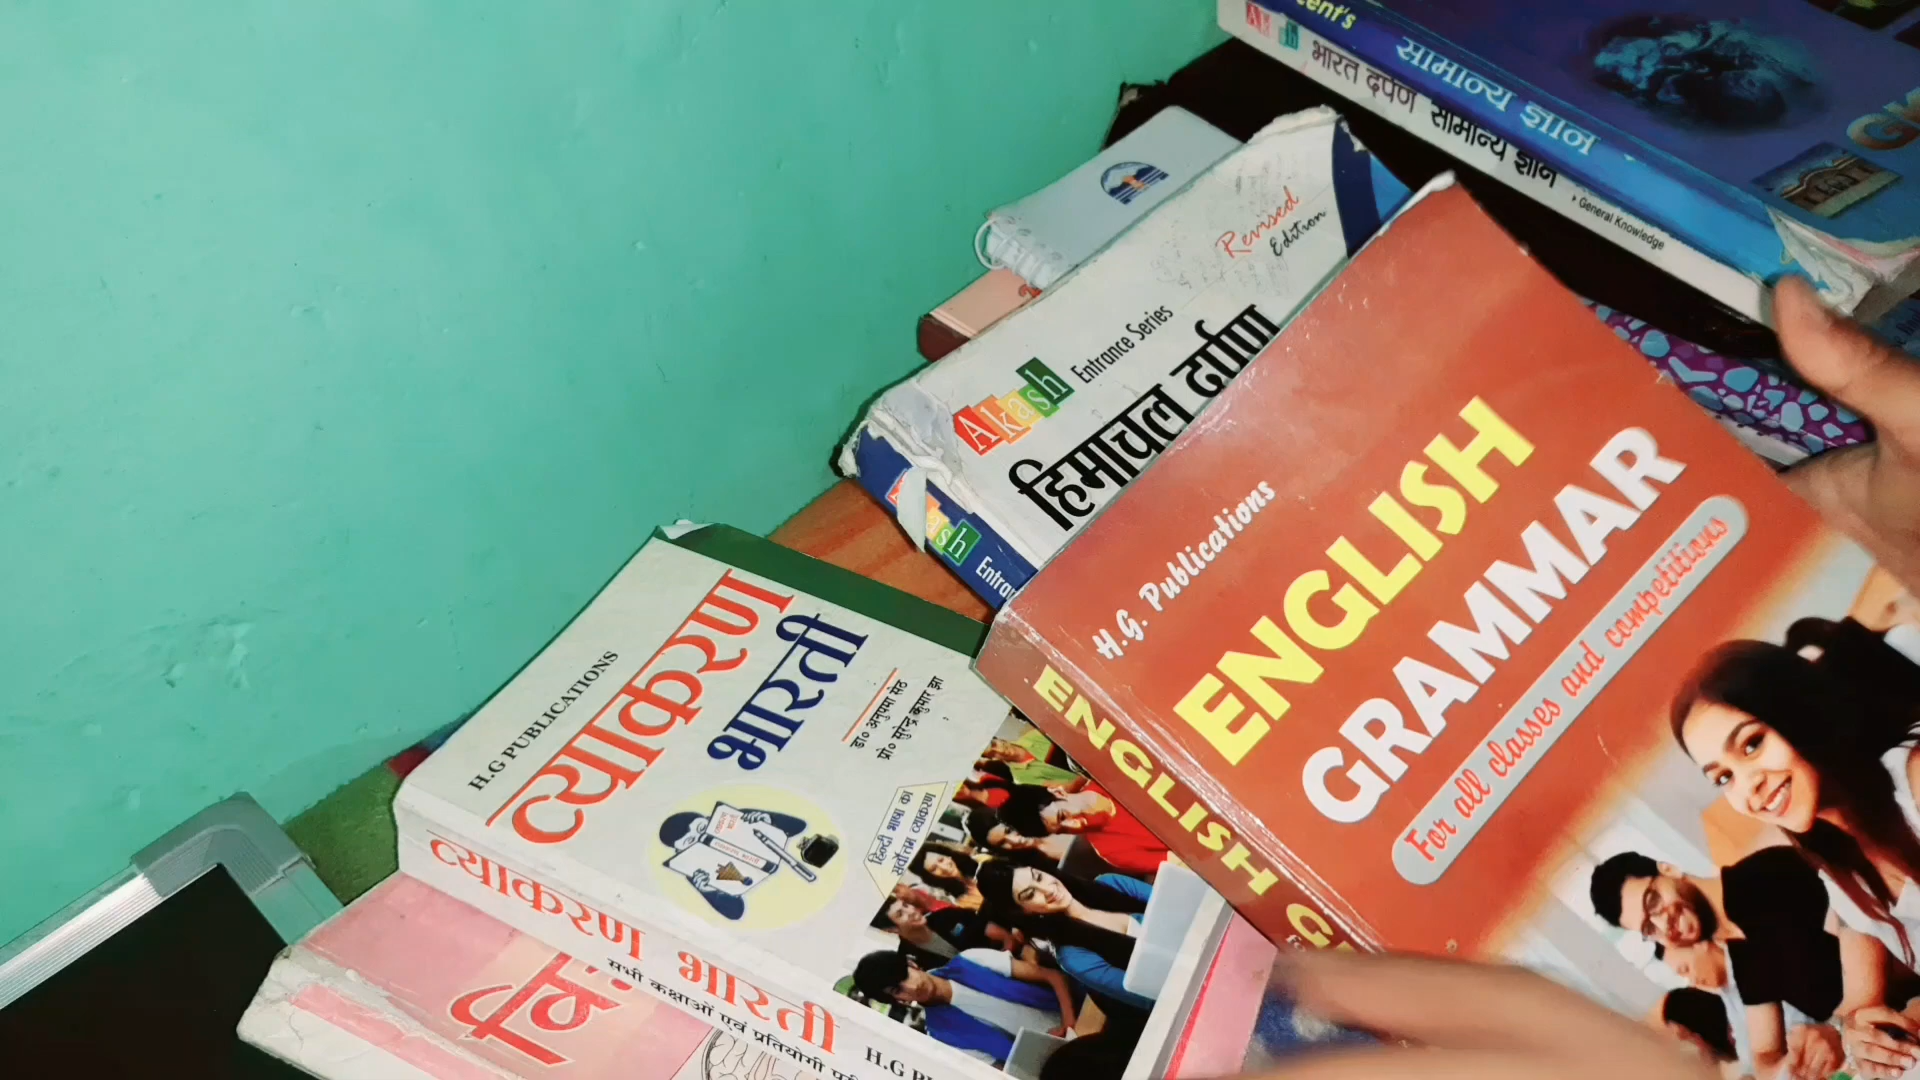 cent's
सामान्य ज्ञान
GK
भारत दर्पण सामान्य ज्ञान
General Knowledge
Revised
Edition
Akash
Entrance Series
हिमाचल दर्पण
H.G. Publications
ENGLISH
GRAMMAR
For all classes and competitions
ENGLISH
H.G PUBLICATIONS
व्याकरण
भारती
डा० अनुपमा सेठ
प्रो० सुरेन्द्र कुमार झा
हिन्दी भाषा का
सर्वोत्तम व्याकरण
व्याकरण भारती
सभी कक्षाओं एवं प्रतियोगी
H.G